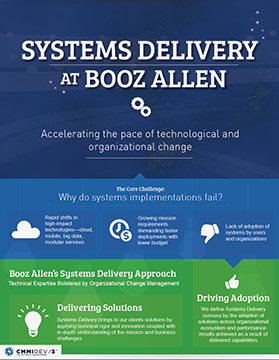 SYSTEMS DELIVERY
AT BOOZ ALLEN
Accelerating the pace of technological and
organizational change
The Core Challenge:
Why do systems implementations fail?
Rapid shifts in
high-impact
technologies—cloud,
mobile, big data,
modular services
Growing mission
requirements
demanding faster
deployments with
lower budget
Lack of adoption of
systems by users
and organizations
Booz Allen's Systems Delivery Approach
Technical Expertise Bolstered by Organizational Change Management
Delivering Solutions
Systems Delivery brings to our clients solutions by
applying technical rigor and innovation coupled with
in-depth understanding of the mission and business
challenges
Driving Adoption
We define Systems Delivery
success by the adoption of
solutions across organizational
ecosystem and performance
results achieved as a result of
delivered capabilities
CMMIDEV/3